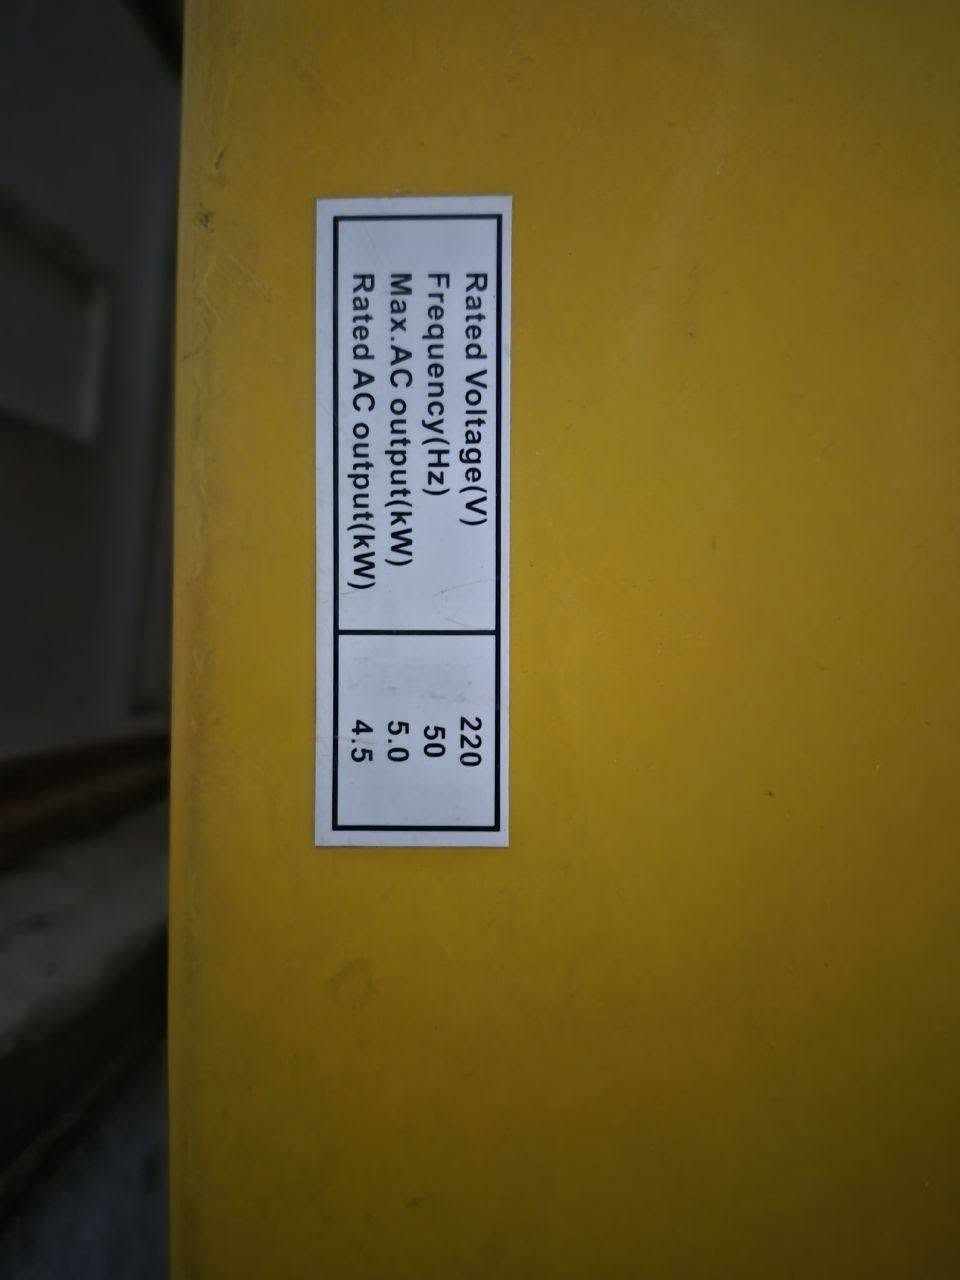 Rated Voltage(V) 220
Frequency(Hz) 50
Max.AC output(kW) 5.0
Rated AC output(kW) 4.5